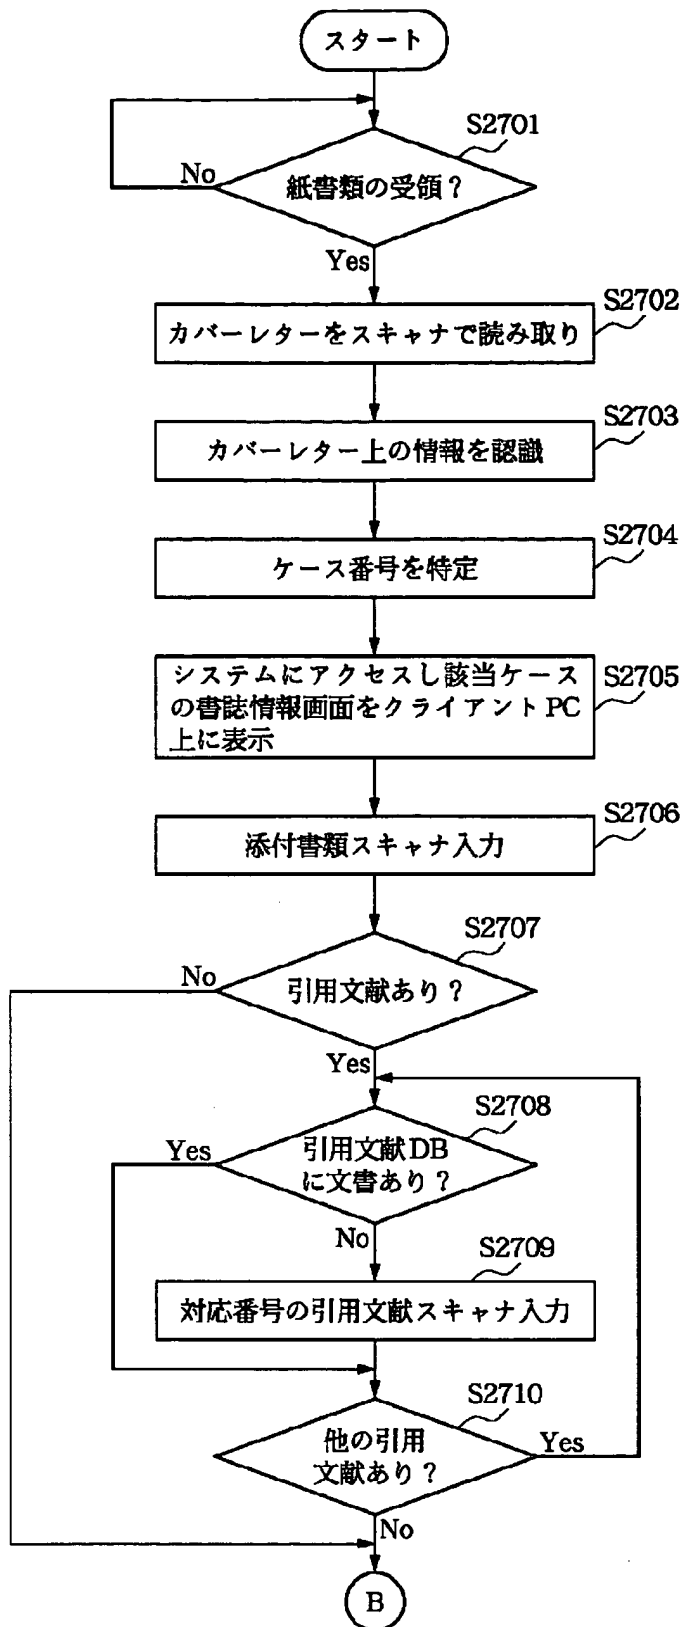 スタート
S2701
No
紙書類の受領？
Yes
S2702
カバーレターをスキャナで読み取り
S2703
カバーレター上の情報を認識
S2704
ケース番号を特定
S2705
システムにアクセスし該当ケース
の書誌情報画面をクライアントPC
上に表示
S2706
添付書類スキャナ入力
S2707
No
引用文献あり？
Yes
S2708
Yes
引用文献DB
に文書あり？
No
S2709
対応番号の引用文献スキャナ入力
S2710
他の引用
文献あり？
Yes
No
B